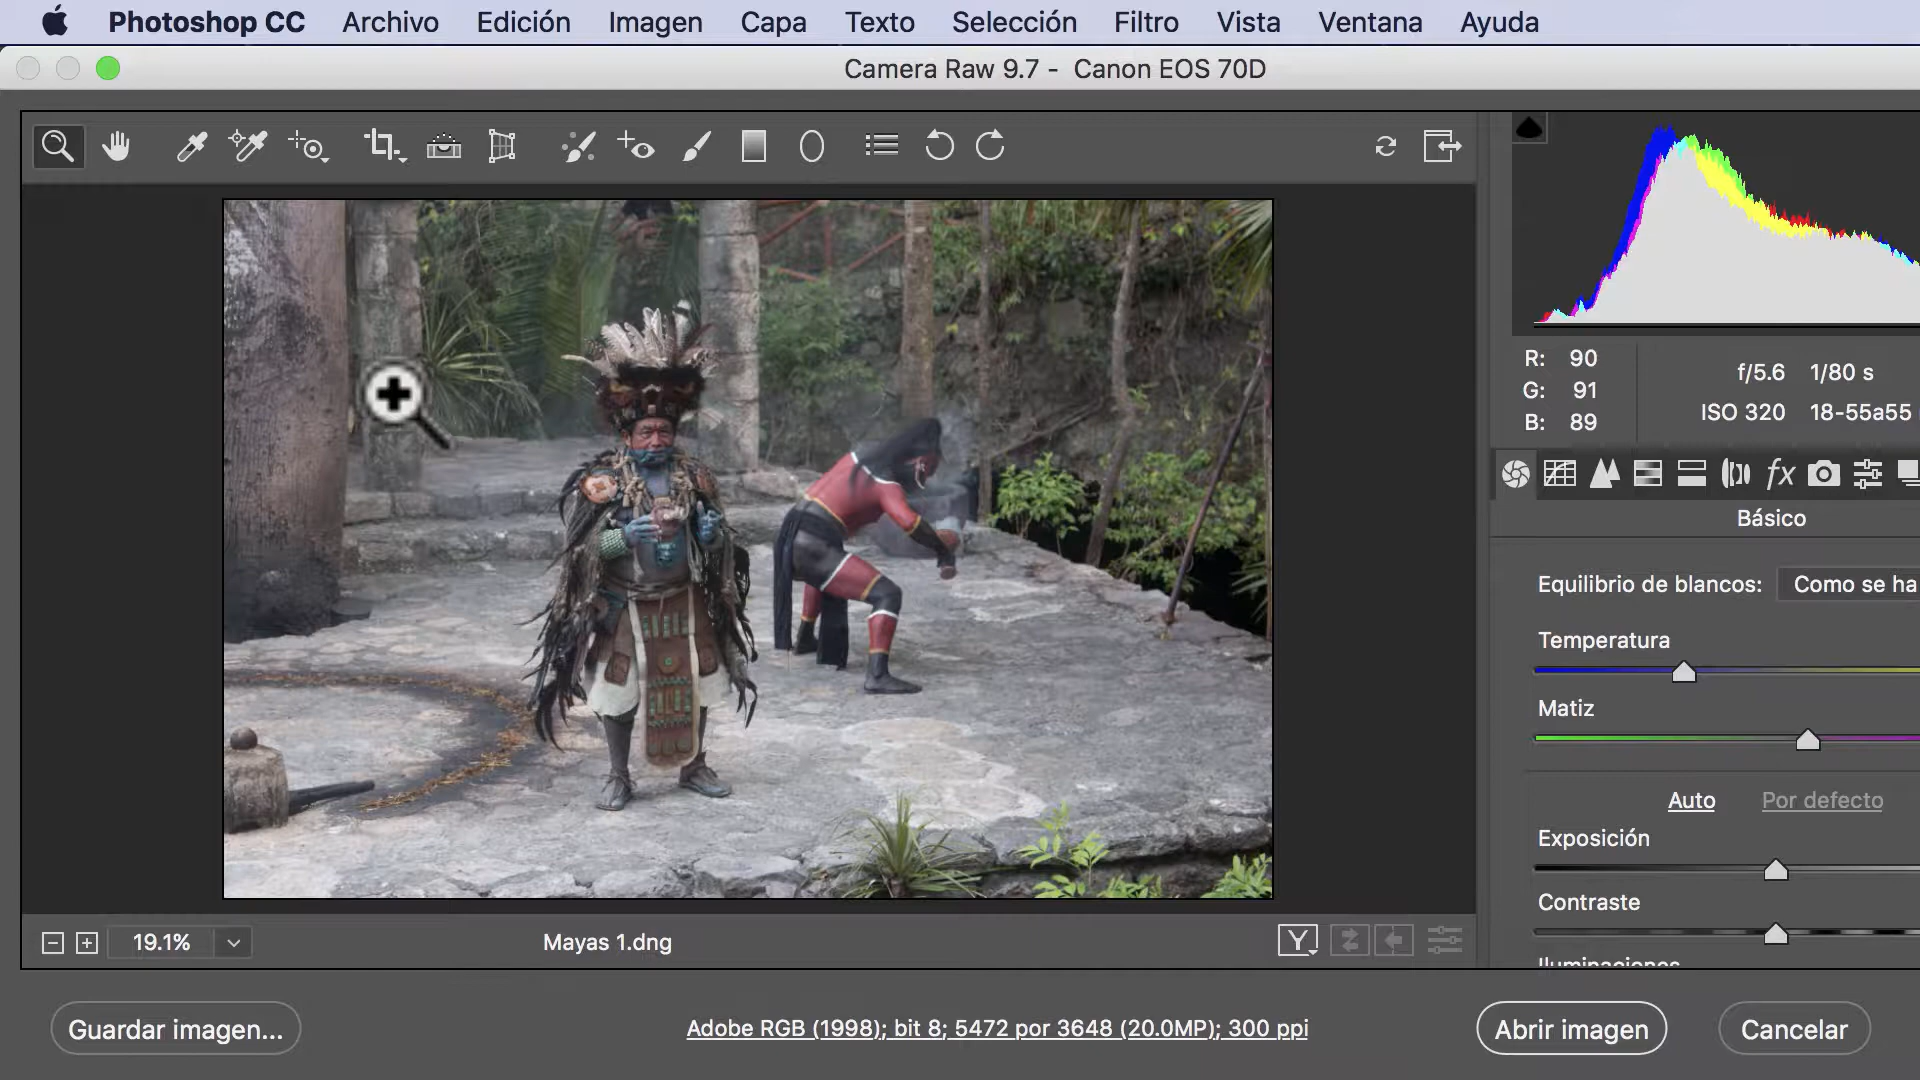 Photoshop CC Archivo Edición Imagen Capa Texto Selección Filtro Vista Ventana Ayuda
Camera Raw 9.7 - Canon EOS 70D
R: 90
G: 91
B: 89
f/5.6 1/80 s
ISO 320 18-55a55
fx
Básico
Equilibrio de blancos: Como se ha
Temperatura
Matiz
Auto Por defecto
Exposición
Contraste
Iluminaciones
19.1%
Mayas 1.dng
Y
Guardar imagen...
Adobe RGB (1998); bit 8; 5472 por 3648 (20.0MP); 300 ppi
Abrir imagen
Cancelar